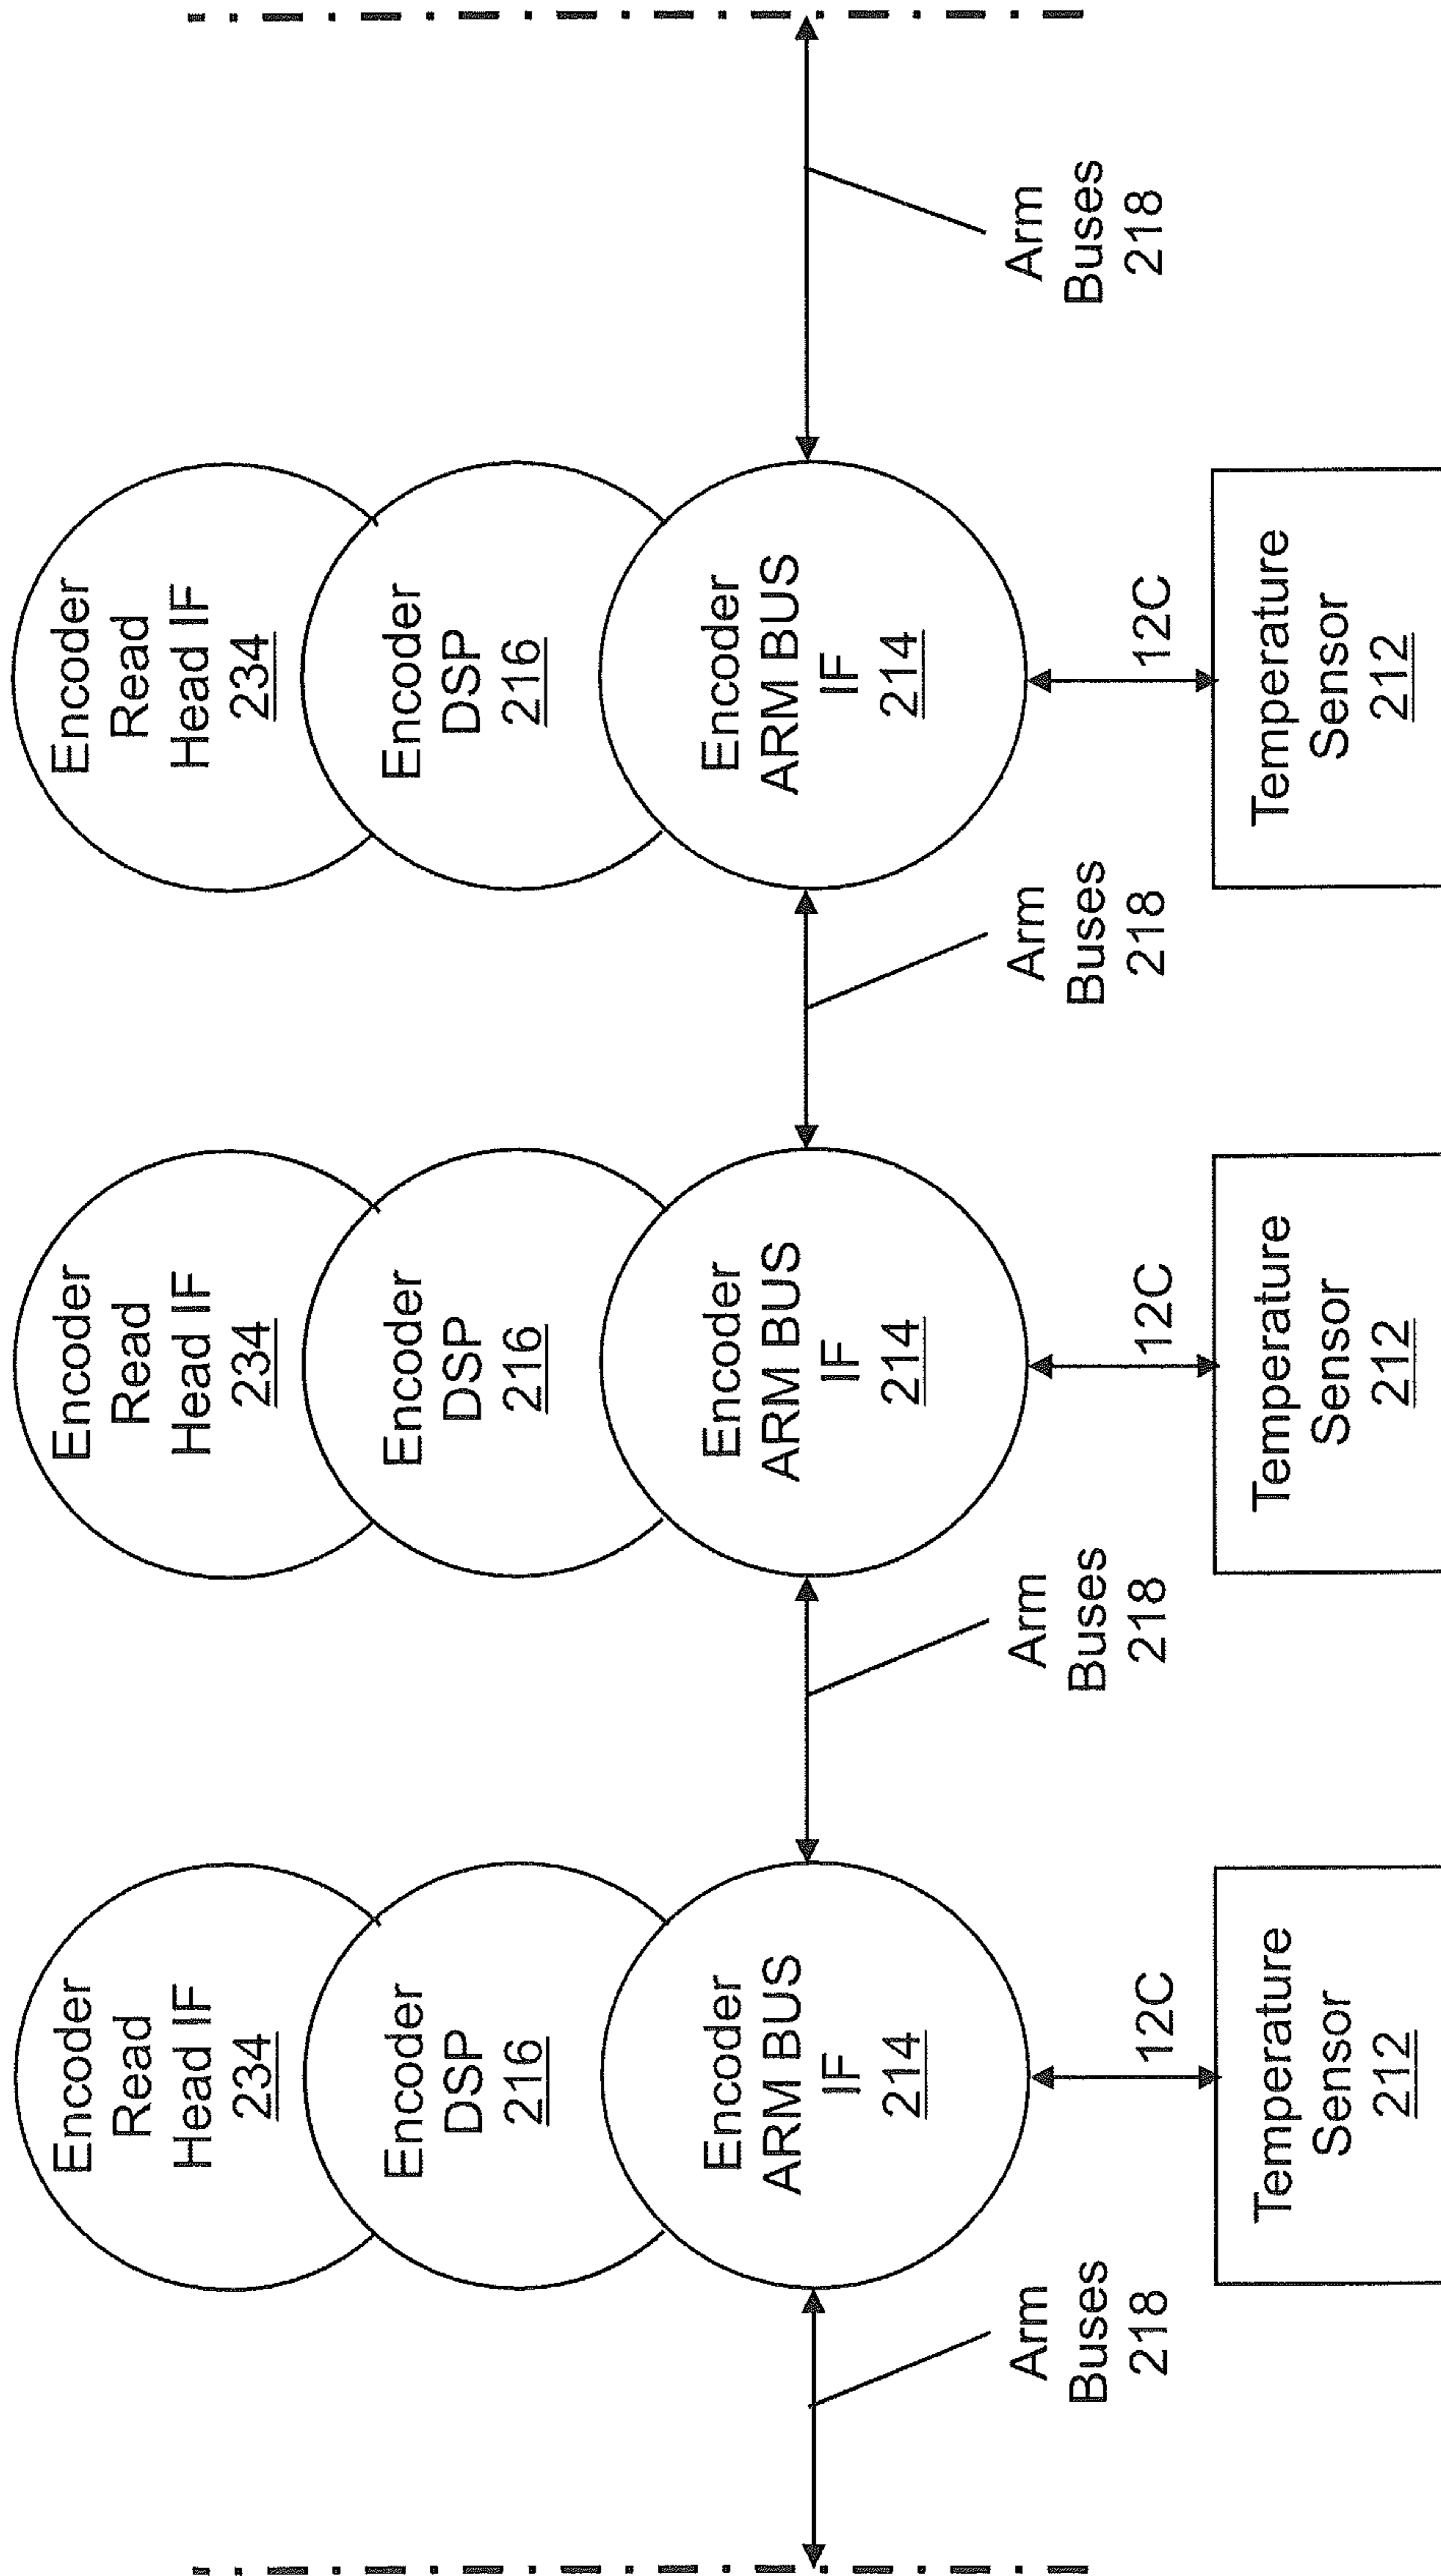 Encoder
Read
Head IF
234
Encoder
Read
Head IF
234
Encoder
Read
Head IF
234
Encoder
DSP
216
Encoder
DSP
216
Encoder
DSP
216
Encoder
ARM BUS
IF
214
Encoder
ARM BUS
IF
214
Encoder
ARM BUS
IF
214
Arm
Buses
218
Arm
Buses
218
Arm
Buses
218
Arm
Buses
218
12C
12C
12C
Temperature
Sensor
212
Temperature
Sensor
212
Temperature
Sensor
212